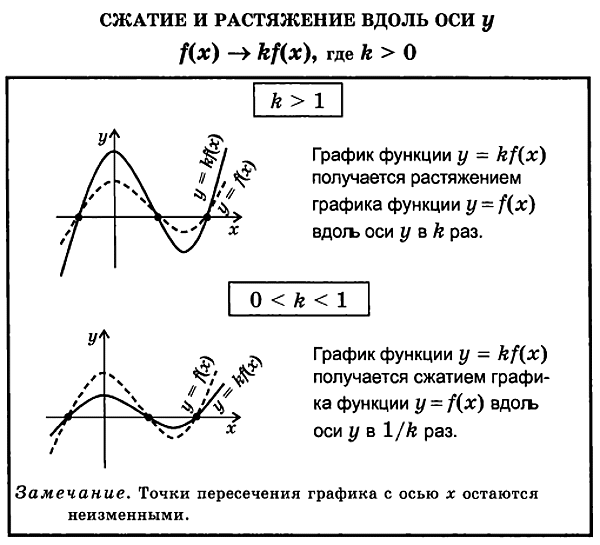 СЖАТИЕ И РАСТЯЖЕНИЕ ВДОЛЬ ОСИ y
f(x) → kf(x), где k > 0
k > 1
y
y = kf(x)
y = f(x)
x
График функции y = kf(x)
получается растяжением
графика функции y = f(x)
вдоль оси y в k раз.
0 < k < 1
y
y = f(x)
y = kf(x)
x
График функции y = kf(x)
получается сжатием графи-
ка функции y = f(x) вдоль
оси y в 1/k раз.
Замечание. Точки пересечения графика с осью x остаются
неизменными.